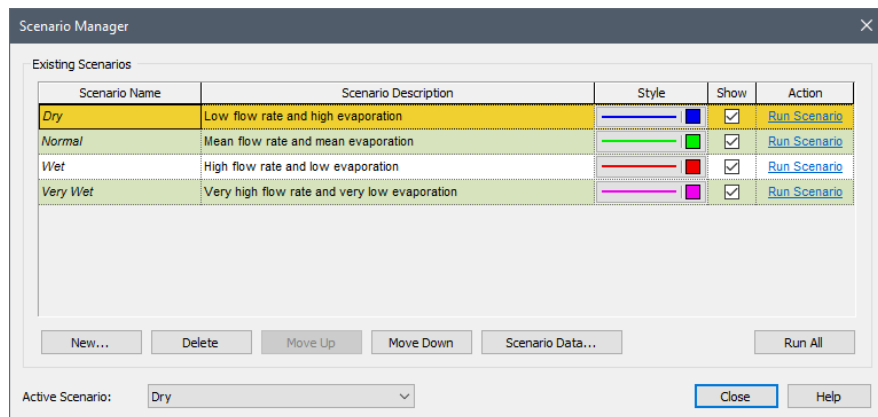 Scenario Manager
Existing Scenarios
Scenario Name Scenario Description Style Show Action
Dry Low flow rate and high evaporation Run Scenario
Normal Mean flow rate and mean evaporation Run Scenario
Wet High flow rate and low evaporation Run Scenario
Very Wet Very high flow rate and very low evaporation Run Scenario
New... Delete Move Up Move Down Scenario Data... Run All
Active Scenario: Dry Close Help